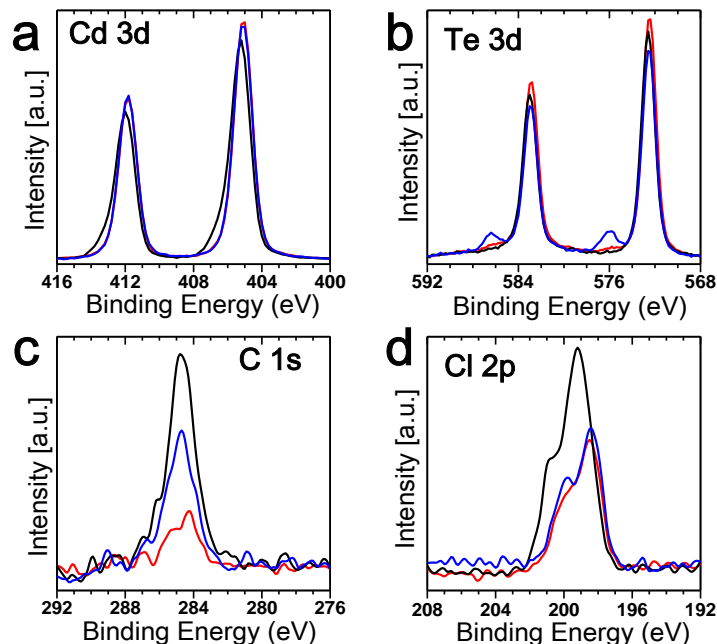 a
Cd 3d
Intensity [a.u.]
416 412 408 404 400
Binding Energy (eV)
b
Te 3d
Intensity [a.u.]
592 584 576 568
Binding Energy (eV)
c
C 1s
Intensity [a.u.]
292 288 284 280 276
Binding Energy (eV)
d
Cl 2p
Intensity [a.u.]
208 204 200 196 192
Binding Energy (eV)